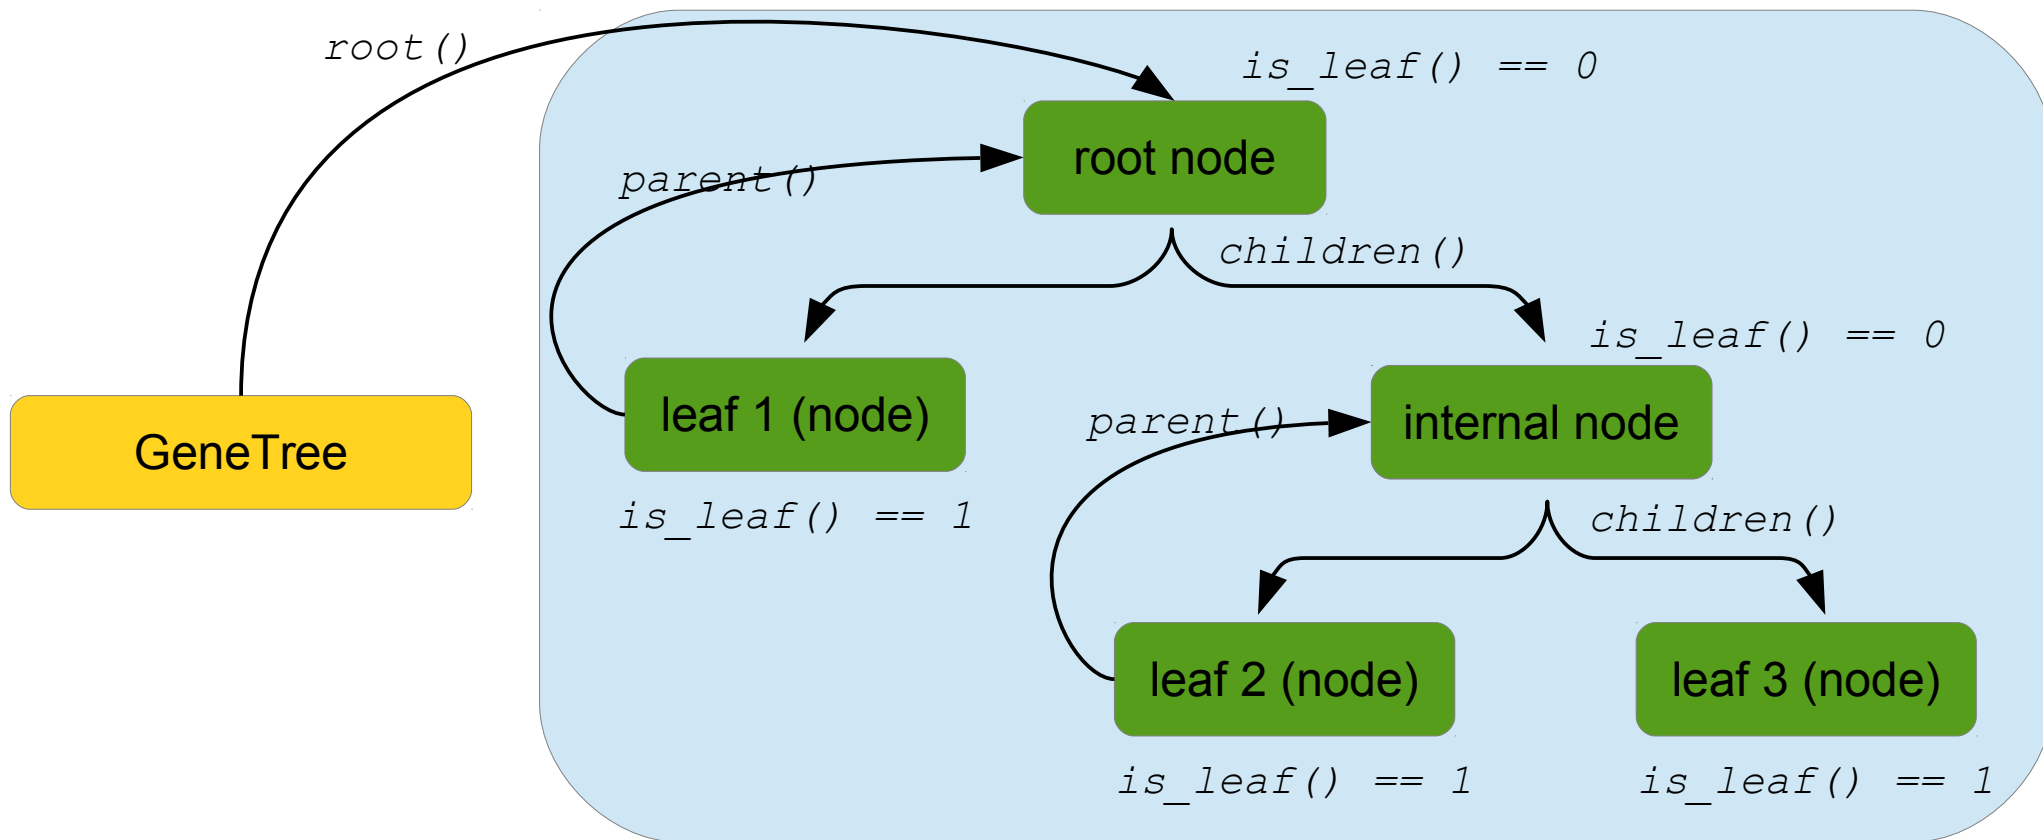 root()
is_leaf() == 0
root node
parent()
children()
is_leaf() == 0
leaf 1 (node)
parent()
internal node
GeneTree
is_leaf() == 1
children()
leaf 2 (node)
leaf 3 (node)
is_leaf() == 1
is_leaf() == 1